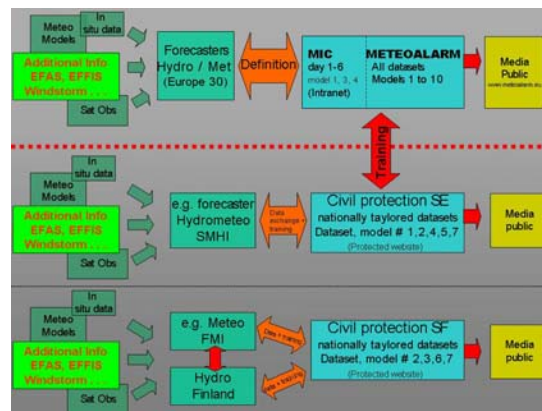 In
situ data
Meteo
Models
Additional Info
EFAS, EFFIS
Windstorm . . .
Sat Obs
Forecasters
Hydro / Met
(Europe 30)
Definition
MIC
day 1-6
model 1, 3, 4
(Intranet)
METEOALARM
All datasets
Models 1 to 10
Media
Public
Training
In
situ data
Meteo
Models
Additional Info
EFAS, EFFIS
Windstorm . . .
Sat Obs
e.g. forecaster
Hydrometeo
SMHI
Data
exchange +
training
Civil protection SE
nationally taylored datasets
Dataset, model # 1,2,4,5,7
(Protected website)
Media
public
In
situ data
Meteo
Models
Additional Info
EFAS, EFFIS
Windstorm . . .
Sat Obs
e.g. Meteo
FMI
Hydro
Finland
Data + training
Data + training
Civil protection SF
nationally taylored datasets
Dataset, model # 2,3,6,7
(Protected website)
Media
public